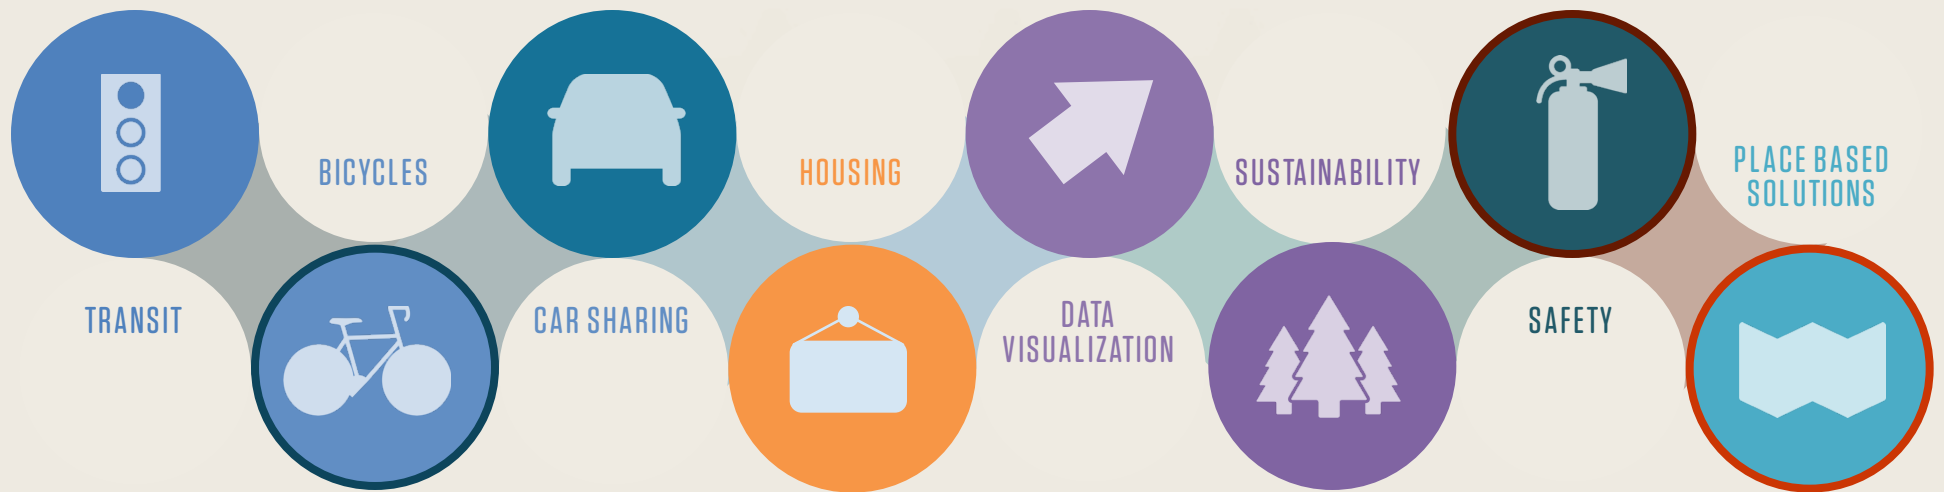 TRANSIT
BICYCLES
CAR SHARING
HOUSING
DATA
VISUALIZATION
SUSTAINABILITY
SAFETY
PLACE BASED
SOLUTIONS